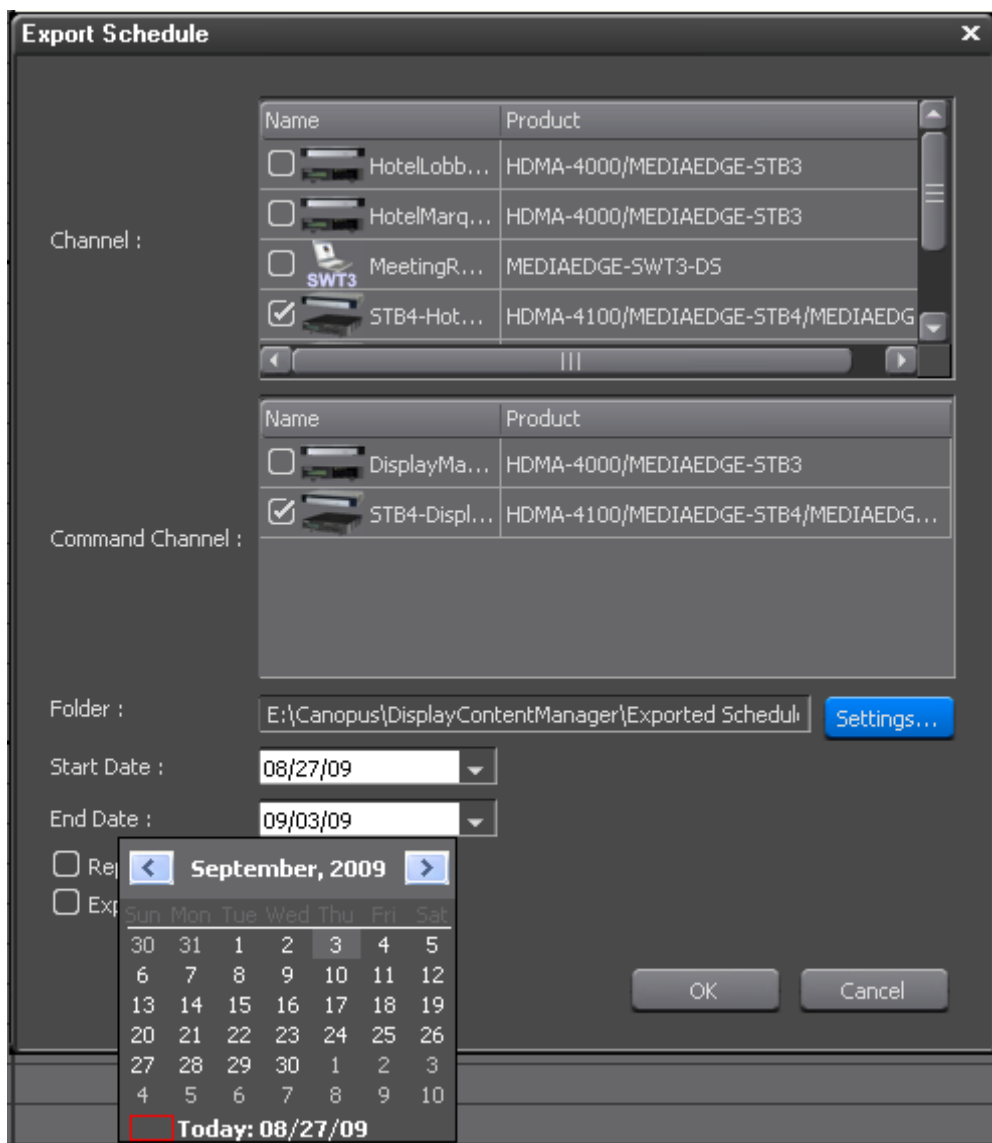 Export Schedule
Channel :
Name Product
HotelLobb... HDMA-4000/MEDIAEDGE-STB3
HotelMarq... HDMA-4000/MEDIAEDGE-STB3
SWT3 MeetingR... MEDIAEDGE-SWT3-DS
STB4-Hot... HDMA-4100/MEDIAEDGE-STB4/MEDIAEDG
Command Channel :
Name Product
DisplayMa... HDMA-4000/MEDIAEDGE-STB3
STB4-Displ... HDMA-4100/MEDIAEDGE-STB4/MEDIAEDG...
Folder : E:\Canopus\DisplayContentManager\Exported Schedul Settings...
Start Date : 08/27/09
End Date : 09/03/09
Rep
Exp
September, 2009
Sun Mon Tue Wed Thu Fri Sat
30 31 1 2 3 4 5
6 7 8 9 10 11 12
13 14 15 16 17 18 19
20 21 22 23 24 25 26
27 28 29 30 1 2 3
4 5 6 7 8 9 10
Today: 08/27/09
OK Cancel